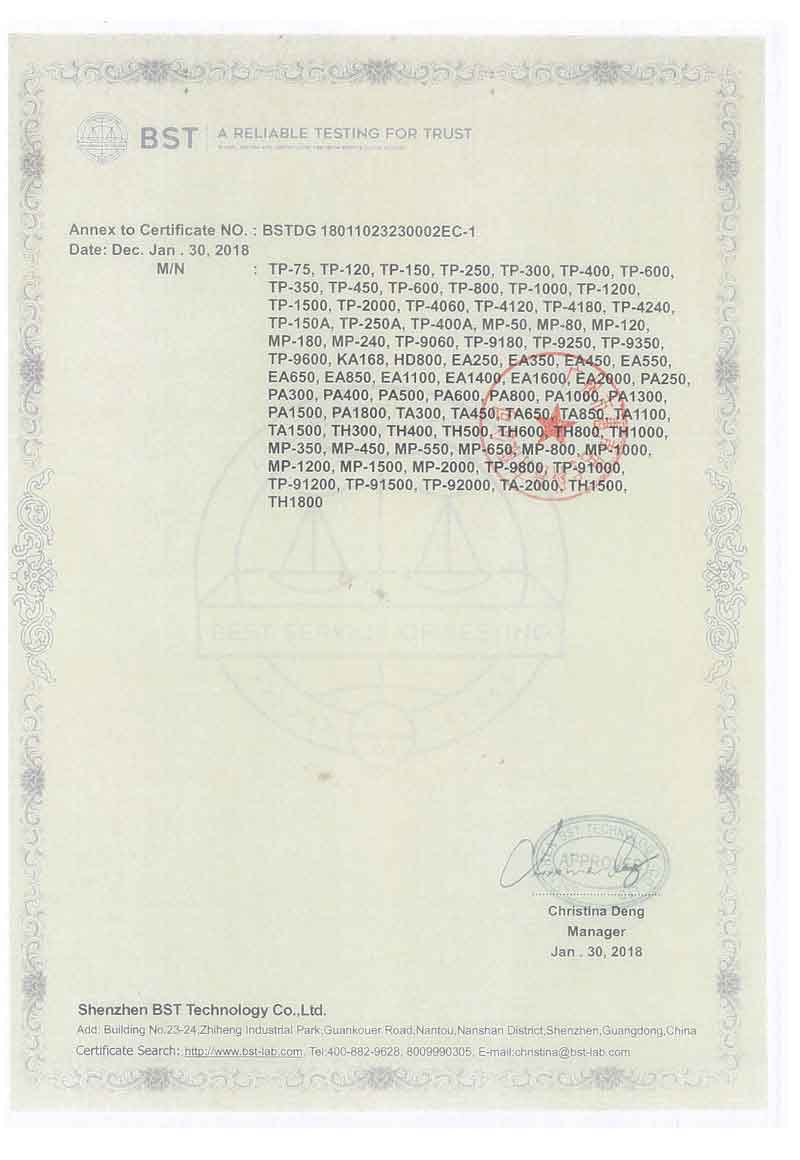 BST A RELIABLE TESTING FOR TRUST
Annex to Certificate NO. : BSTDG 18011023230002EC-1
Date: Dec. Jan . 30, 2018
M/N : TP-75, TP-120, TP-150, TP-250, TP-300, TP-400, TP-600,
TP-350, TP-450, TP-600, TP-800, TP-1000, TP-1200,
TP-1500, TP-2000, TP-4060, TP-4120, TP-4180, TP-4240,
TP-150A, TP-250A, TP-400A, MP-50, MP-80, MP-120,
MP-180, MP-240, TP-9060, TP-9180, TP-9250, TP-9350,
TP-9600, KA168, HD800, EA250, EA350, EA450, EA550,
EA650, EA850, EA1100, EA1400, EA1600, EA2000, PA250,
PA300, PA400, PA500, PA600, PA800, PA1000, PA1300,
PA1500, PA1800, TA300, TA450, TA650, TA850, TA1100,
TA1500, TH300, TH400, TH500, TH600, TH800, TH1000,
MP-350, MP-450, MP-550, MP-650, MP-800, MP-1000,
MP-1200, MP-1500, MP-2000, TP-9800, TP-91000,
TP-91200, TP-91500, TP-92000, TA-2000, TH1500,
TH1800
BEST SERVICE OF TESTING
BST TECHNOLOGY
APPROVED
Christina Deng
Manager
Jan . 30, 2018
Shenzhen BST Technology Co.,Ltd.
Add: Building No.23-24,Zhiheng Industrial Park,Guankouer Road,Nantou,Nanshan District,Shenzhen,Guangdong,China
Certificate Search: http://www.bst-lab.com, Tel:400-882-9628, 8009990305, E-mail:christina@bst-lab.com